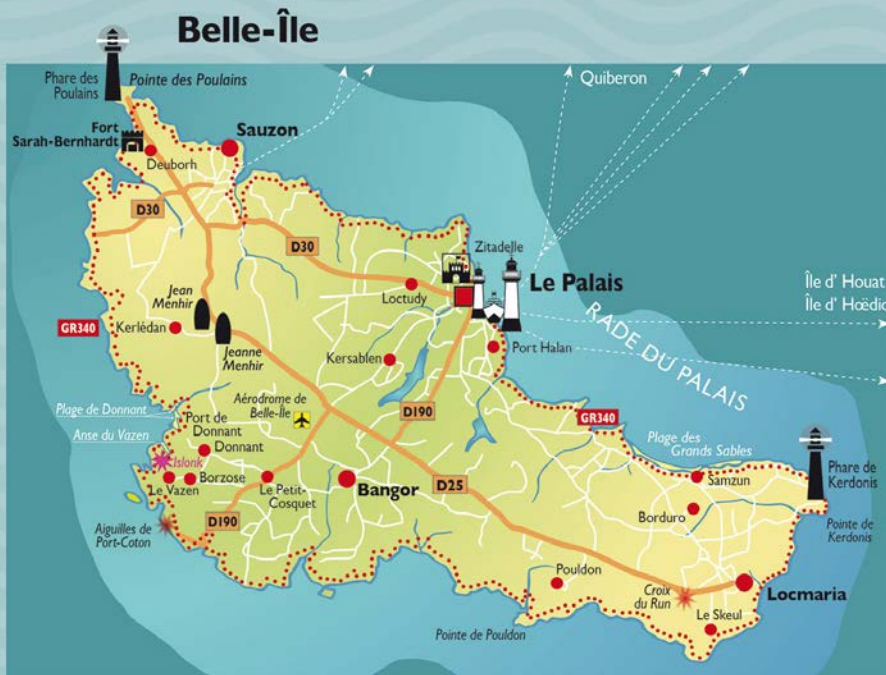 Belle-Île
Phare des
Poulains
Pointe des Poulains
Quiberon
Fort
Sarah-Bernhardt
Sauzon
Deuborh
D30
D30
Zitadelle
Le Palais
Loctudy
Île d' Houat
Île d' Hœdic
Jean
Menhir
Kerlédan
GR340
Jeanne
Menhir
Kersablen
Port Halan
RADE DU PALAIS
Plage de Donnant
Port de
Donnant
Aérodrome de
Belle-Île
D190
GR340
Anse du Vazen
Donnant
Plage des
Grands Sables
Islonk
Phare de
Kerdonis
Le Vazen
Borzose
Le Petit-
Cosquet
Bangor
D25
Samzun
Borduro
D190
Aiguilles de
Port-Coton
Pointe de
Kerdonis
Pouldon
Croix
du Run
Locmaria
Le Skeul
Pointe de Pouldon